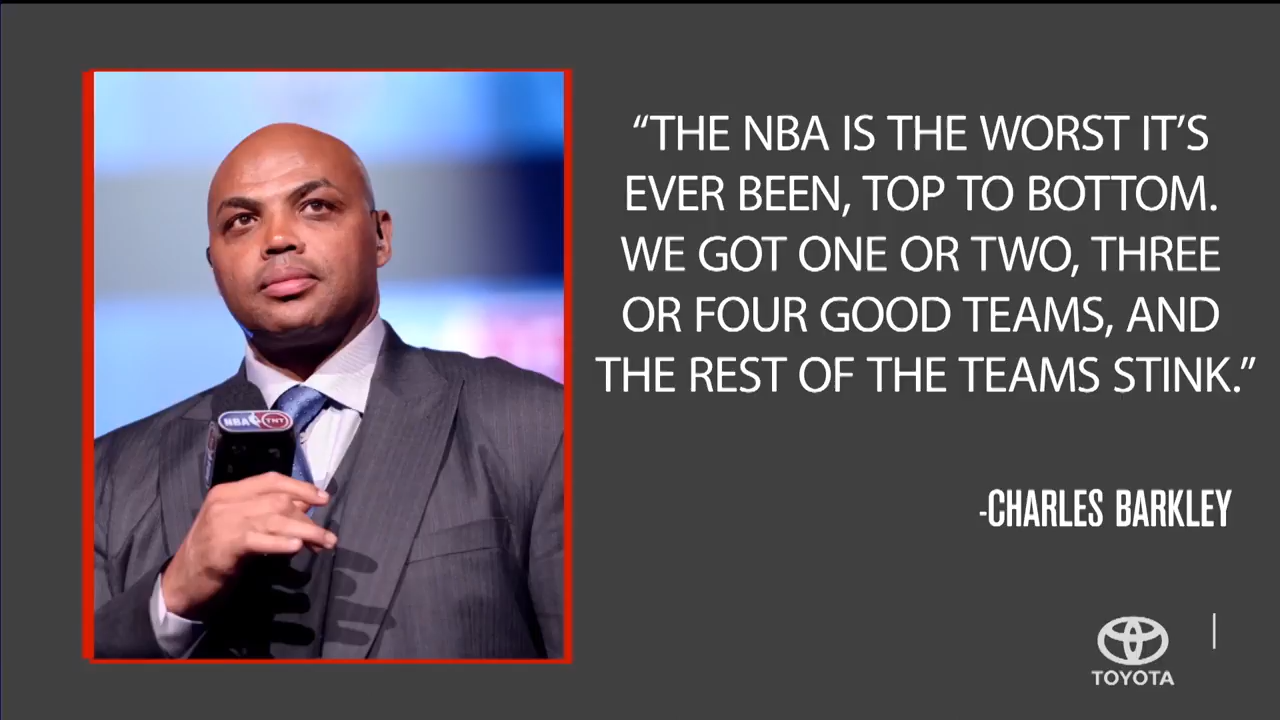 “THE NBA IS THE WORST IT’S
EVER BEEN, TOP TO BOTTOM.
WE GOT ONE OR TWO, THREE
OR FOUR GOOD TEAMS, AND
THE REST OF THE TEAMS STINK.”
-CHARLES BARKLEY
NBA TNT
TOYOTA